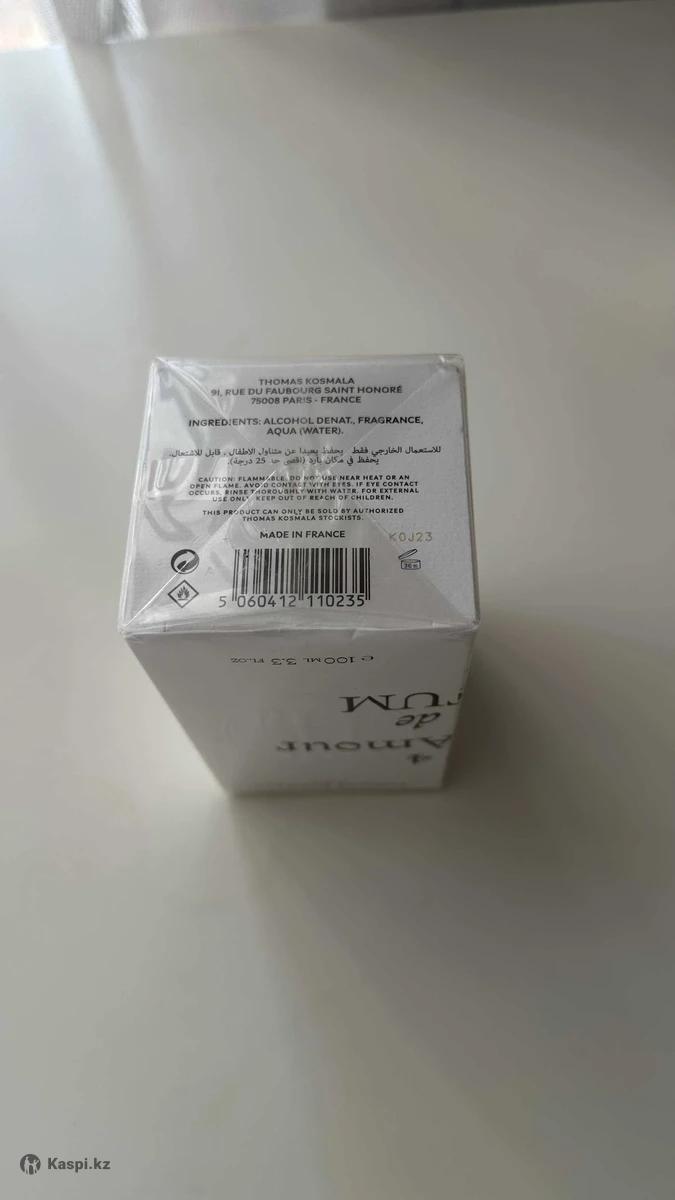 THOMAS KOSMALA
91, RUE DU FAUBOURG SAINT HONORÉ
75008 PARIS - FRANCE
INGREDIENTS: ALCOHOL DENAT., FRAGRANCE,
AQUA (WATER).
للاستعمال الخارجي فقط يحفظ بعيدا عن متناول الاطفال , قابل للاشتعال,
يحفظ في مكان بارد (اقصى حد 25 درجة).
CAUTION: FLAMMABLE. DO NOT USE NEAR HEAT OR AN
OPEN FLAME. AVOID CONTACT WITH EYES. IF EYE CONTACT
OCCURS, RINSE THOROUGHLY WITH WATER. FOR EXTERNAL
USE ONLY. KEEP OUT OF REACH OF CHILDREN.
THIS PRODUCT CAN ONLY BE SOLD BY AUTHORIZED
THOMAS KOSMALA STOCKISTS.
MADE IN FRANCE
K0J23
36 M
5 060412 110235
e 100 ML 3.3 FL.OZ
TUM
de
4 Amour
Kaspi.kz